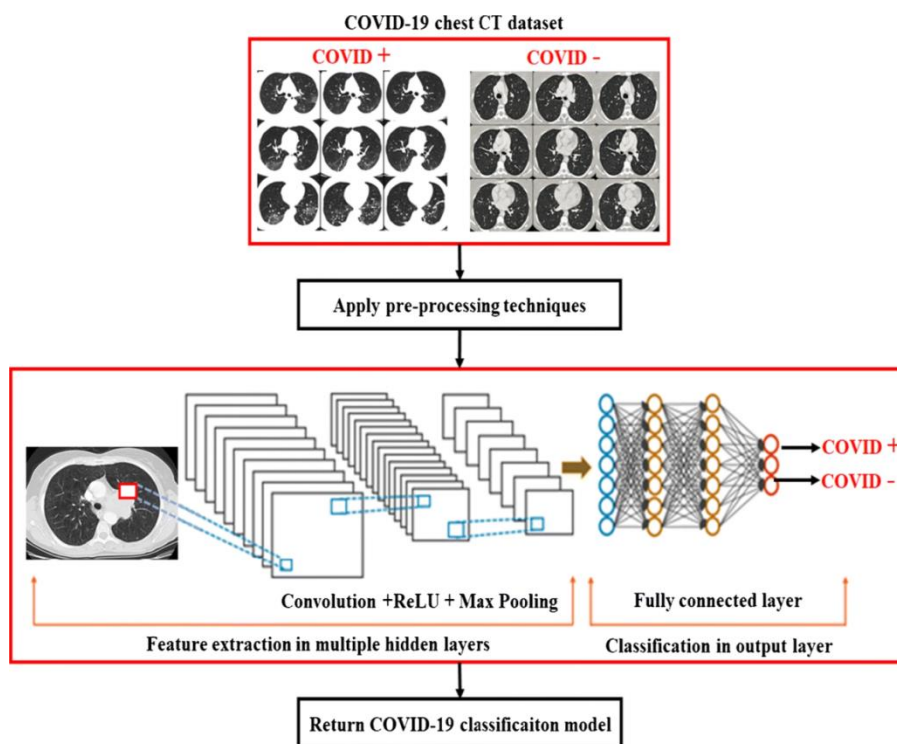 COVID-19 chest CT dataset
COVID +
COVID -
Apply pre-processing techniques
COVID +
COVID -
Convolution +ReLU + Max Pooling
Fully connected layer
Feature extraction in multiple hidden layers
Classification in output layer
Return COVID-19 classificaiton model